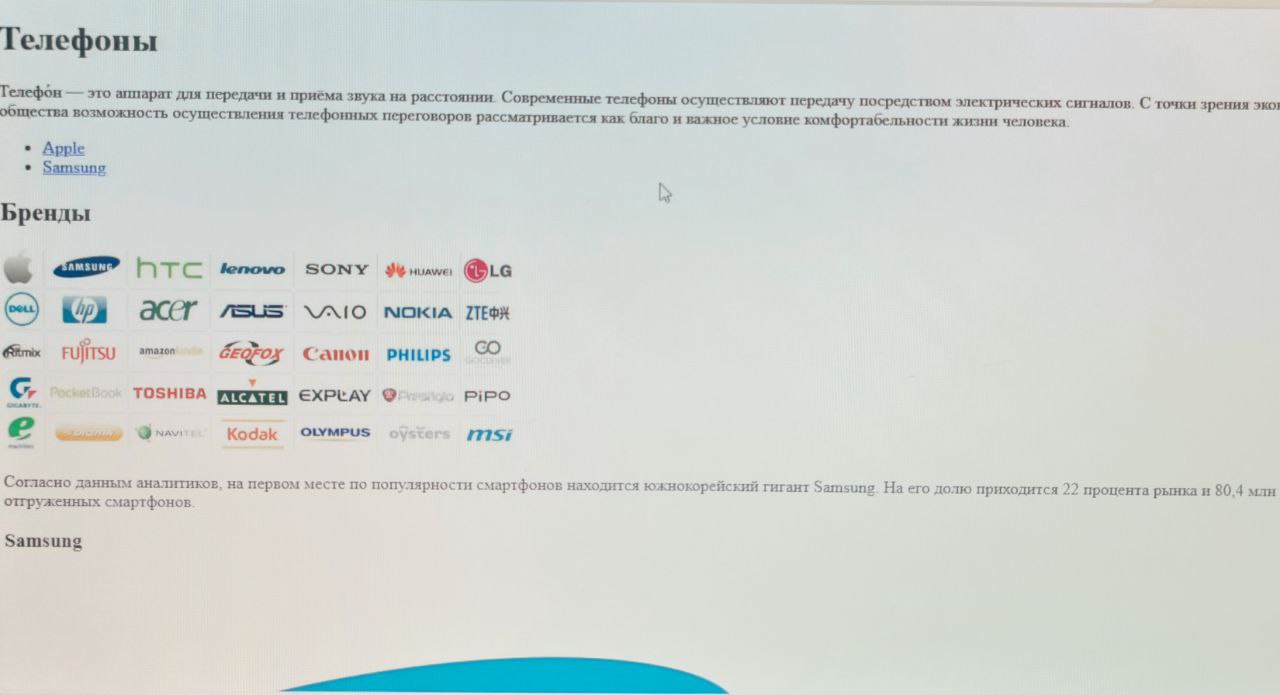 Телефоны
Телефо́н — это аппарат для передачи и приёма звука на расстоянии. Современные телефоны осуществляют передачу посредством электрических сигналов. С точки зрения
общества возможность осуществления телефонных переговоров рассматривается как благо и важное условие комфортабельности жизни человека.
Apple
Samsung
Бренды
SAMSUNG hTC lenovo SONY HUAWEI LG
DELL hp acer ASUS VAIO NOKIA ZTE中兴
Ritmix FUJITSU amazonkindle GEOFOX Canon PHILIPS GO GOCLEVER
GIGABYTE PocketBook TOSHIBA ALCATEL EXPLAY Prestigio PiPO
e machines DIGMA NAVITEL Kodak OLYMPUS oysters msi
Согласно данным аналитиков, на первом месте по популярности смартфонов находится южнокорейский гигант Samsung. На его долю приходится 22 процента рынка и 80,4 млн
отгруженных смартфонов.
Samsung